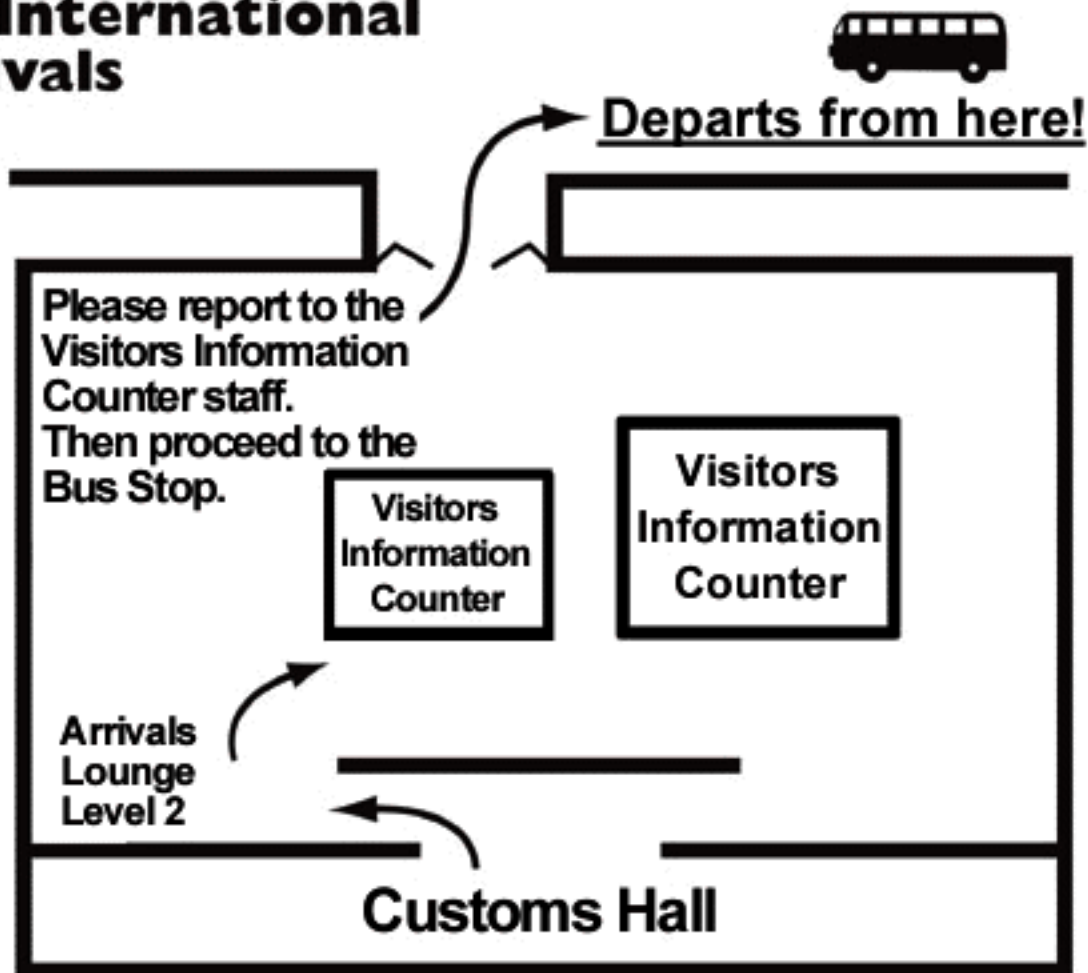 International
vals
Departs from here!
Please report to the
Visitors Information
Counter staff.
Then proceed to the
Bus Stop.
Visitors
Information
Counter
Visitors
Information
Counter
Arrivals
Lounge
Level 2
Customs Hall